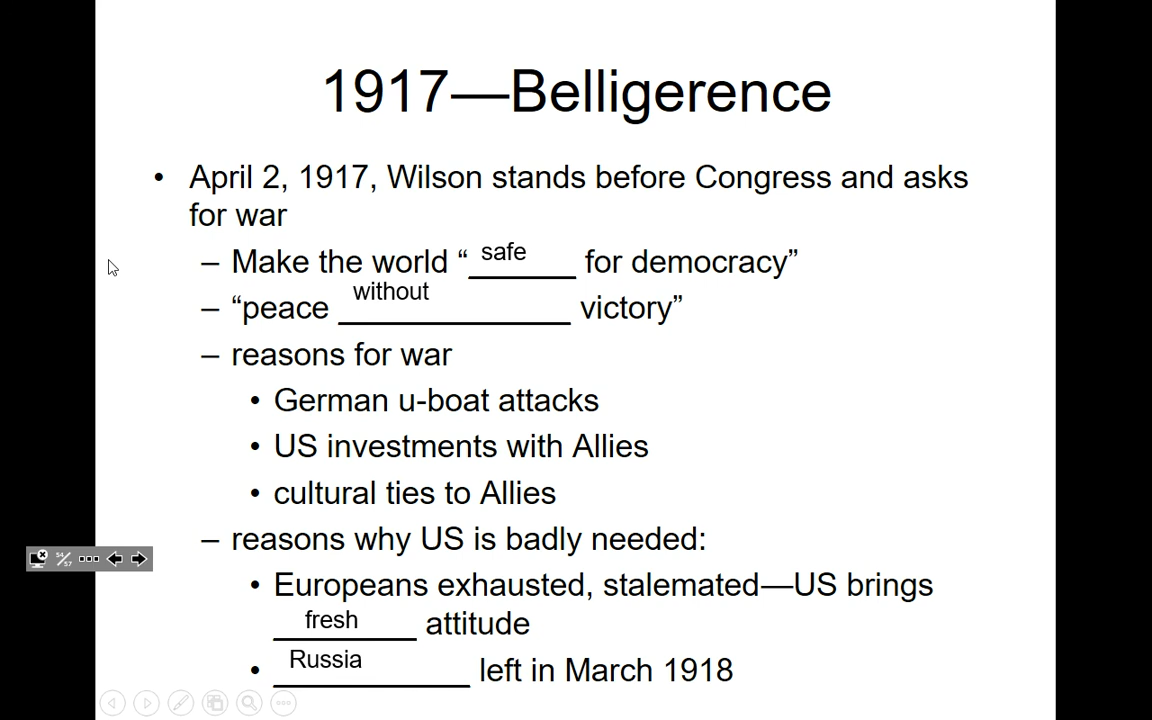 1917—Belligerence
• April 2, 1917, Wilson stands before Congress and asks
for war
– Make the world “ safe for democracy”
– “peace without victory”
– reasons for war
• German u-boat attacks
• US investments with Allies
• cultural ties to Allies
– reasons why US is badly needed:
54/57
• Europeans exhausted, stalemated—US brings
fresh attitude
• Russia left in March 1918